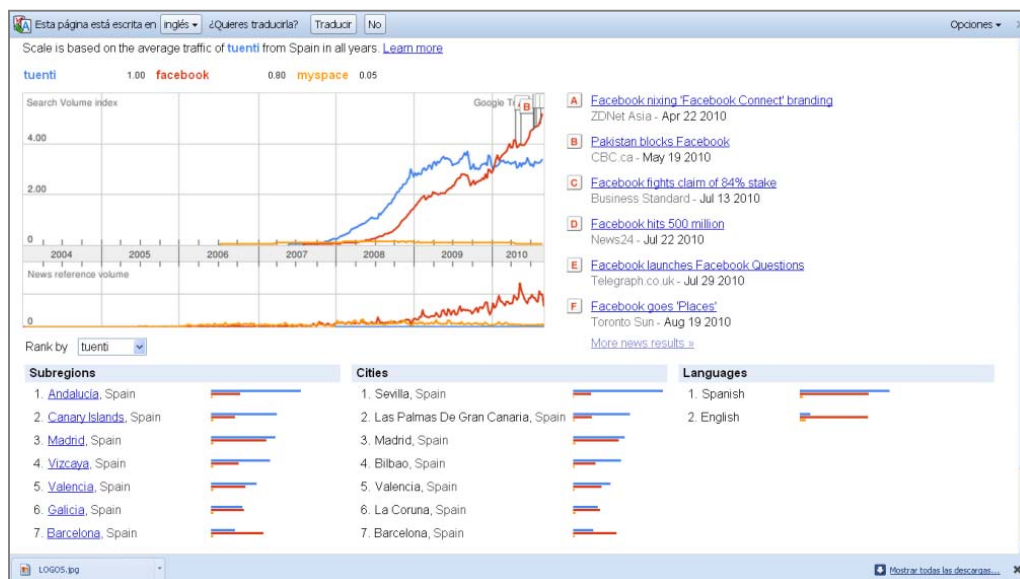 Esta página está escrita en inglés ¿Quieres traducirla? Traducir No Opciones
Scale is based on the average traffic of tuenti from Spain in all years. Learn more
tuenti 1.00 facebook 0.80 myspace 0.05
Search Volume index Google
B
4.00
2.00
0
2004 2005 2006 2007 2008 2009 2010
News reference volume
0
A Facebook nixing 'Facebook Connect' branding
ZDNet Asia - Apr 22 2010
B Pakistan blocks Facebook
CBC.ca - May 19 2010
C Facebook fights claim of 84% stake
Business Standard - Jul 13 2010
D Facebook hits 500 million
News24 - Jul 22 2010
E Facebook launches Facebook Questions
Telegraph.co.uk - Jul 29 2010
F Facebook goes 'Places'
Toronto Sun - Aug 19 2010
More news results »
Rank by tuenti
Subregions
1. Andalucía, Spain
2. Canary Islands, Spain
3. Madrid, Spain
4. Vizcaya, Spain
5. Valencia, Spain
6. Galicia, Spain
7. Barcelona, Spain
Cities
1. Sevilla, Spain
2. Las Palmas De Gran Canaria, Spain
3. Madrid, Spain
4. Bilbao, Spain
5. Valencia, Spain
6. La Coruna, Spain
7. Barcelona, Spain
Languages
1. Spanish
2. English
LOGOS.jpg Mostrar todas las descargas...